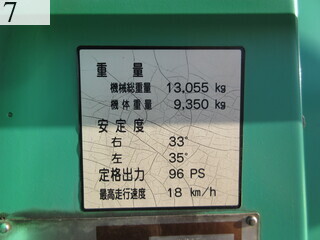 7
重量
機械総重量 13,055 kg
機体重量 9,350 kg
安定度
右 33°
左 35°
定格出力 96 PS
最高走行速度 18 km/h